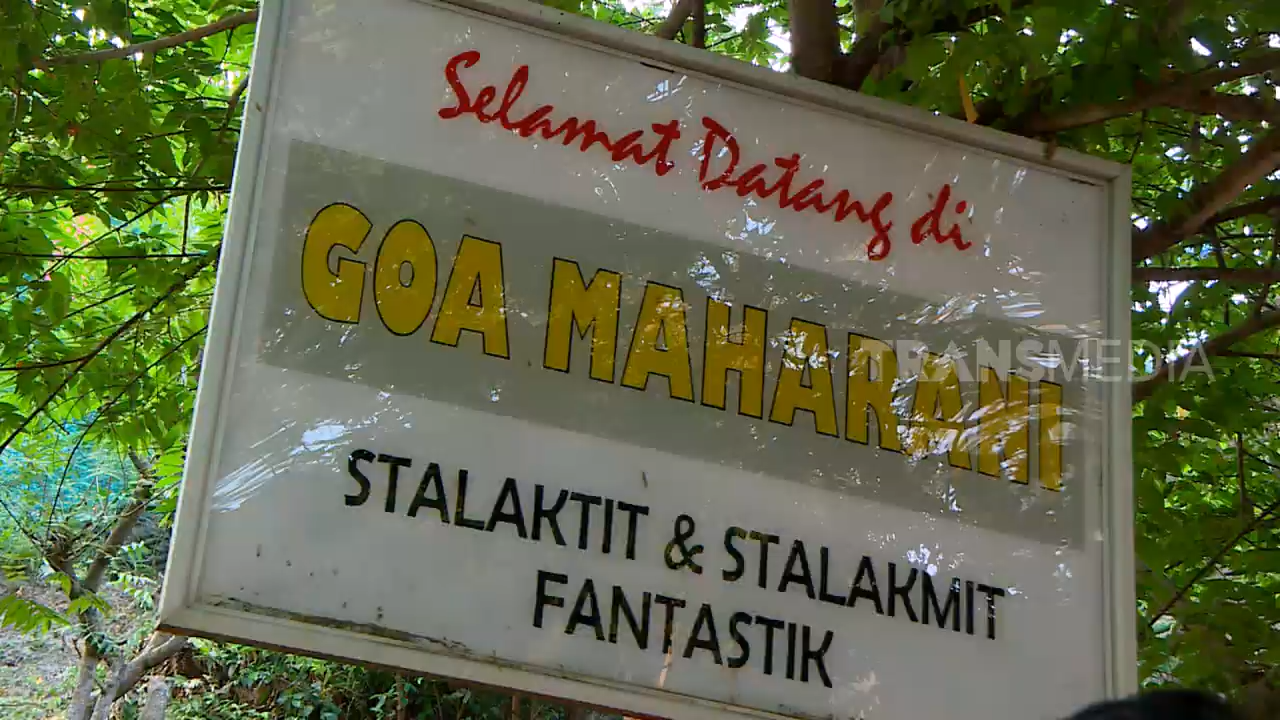 Selamat Datang di
GOA MAHARANI
TRANSMEDIA
STALAKTIT & STALAKMIT
FANTASTIK